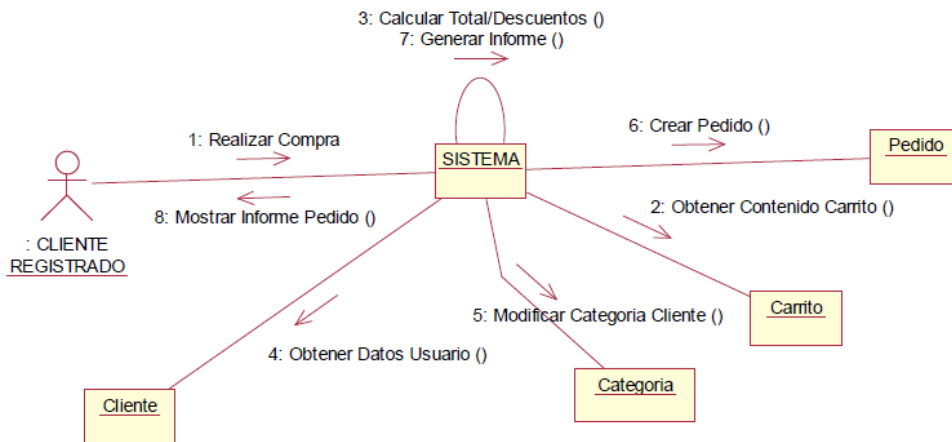 3: Calcular Total/Descuentos ()
7: Generar Informe ()
1: Realizar Compra
6: Crear Pedido ()
Pedido
SISTEMA
8: Mostrar Informe Pedido ()
2: Obtener Contenido Carrito ()
: CLIENTE
REGISTRADO
Carrito
5: Modificar Categoria Cliente ()
4: Obtener Datos Usuario ()
Categoria
Cliente